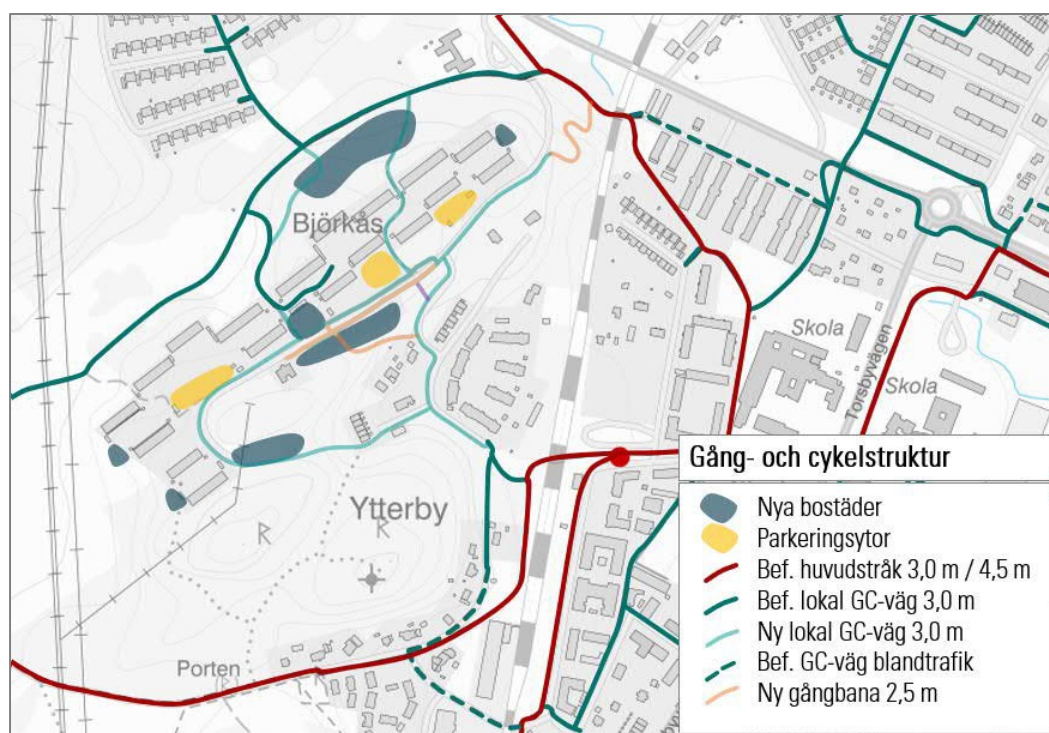 Björkås
Skola
Torsbyvägen
Skola
Ytterby
Porten
Gång- och cykelstruktur
Nya bostäder
Parkeringsytor
Bef. huvudstråk 3,0 m / 4,5 m
Bef. lokal GC-väg 3,0 m
Ny lokal GC-väg 3,0 m
Bef. GC-väg blandtrafik
Ny gångbana 2,5 m